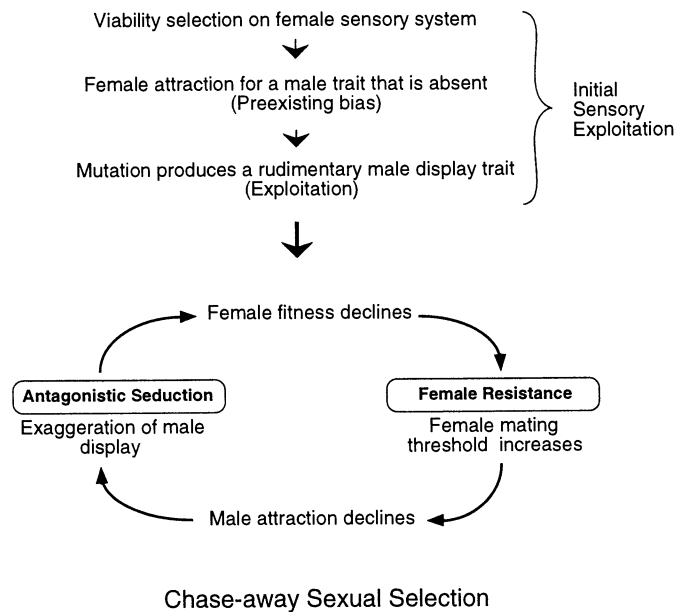 Viability selection on female sensory system
Female attraction for a male trait that is absent
(Preexisting bias)
Mutation produces a rudimentary male display trait
(Exploitation)
Initial
Sensory
Exploitation
Female fitness declines
Antagonistic Seduction
Exaggeration of male
display
Female Resistance
Female mating
threshold increases
Male attraction declines
Chase-away Sexual Selection